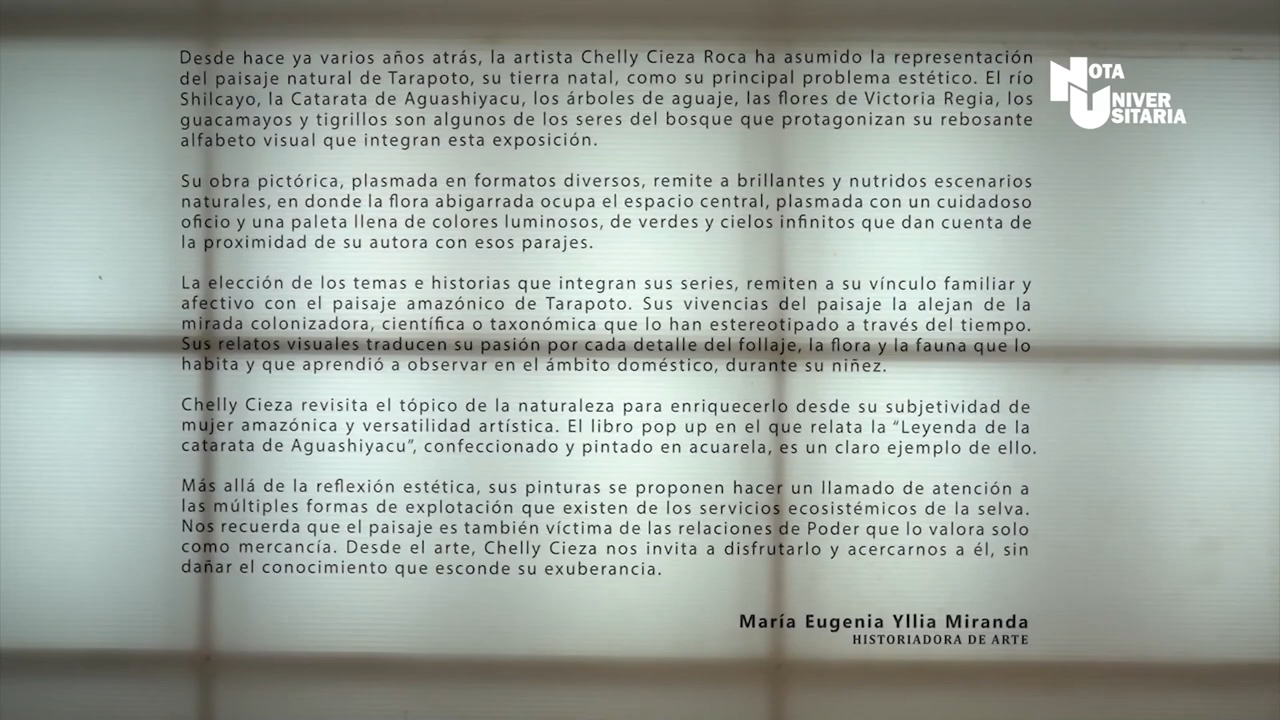 Desde hace ya varios años atrás, la artista Chelly Cieza Roca ha asumido la representación
del paisaje natural de Tarapoto, su tierra natal, como su principal problema estético. El río
Shilcayo, la Catarata de Aguashiyacu, los árboles de aguaje, las flores de Victoria Regia, los
guacamayos y tigrillos son algunos de los seres del bosque que protagonizan su rebosante
alfabeto visual que integran esta exposición.
Su obra pictórica, plasmada en formatos diversos, remite a brillantes y nutridos escenarios
naturales, en donde la flora abigarrada ocupa el espacio central, plasmada con un cuidadoso
oficio y una paleta llena de colores luminosos, de verdes y cielos infinitos que dan cuenta de
la proximidad de su autora con esos parajes.
La elección de los temas e historias que integran sus series, remiten a su vínculo familiar y
afectivo con el paisaje amazónico de Tarapoto. Sus vivencias del paisaje la alejan de la
mirada colonizadora, científica o taxonómica que lo han estereotipado a través del tiempo.
Sus relatos visuales traducen su pasión por cada detalle del follaje, la flora y la fauna que lo
habita y que aprendió a observar en el ámbito doméstico, durante su niñez.
Chelly Cieza revisita el tópico de la naturaleza para enriquecerlo desde su subjetividad de
mujer amazónica y versatilidad artística. El libro pop up en el que relata la “Leyenda de la
catarata de Aguashiyacu”, confeccionado y pintado en acuarela, es un claro ejemplo de ello.
Más allá de la reflexión estética, sus pinturas se proponen hacer un llamado de atención a
las múltiples formas de explotación que existen de los servicios ecosistémicos de la selva.
Nos recuerda que el paisaje es también víctima de las relaciones de Poder que lo valora solo
como mercancía. Desde el arte, Chelly Cieza nos invita a disfrutarlo y acercarnos a él, sin
dañar el conocimiento que esconde su exuberancia.
María Eugenia Yllia Miranda
HISTORIADORA DE ARTE
NOTA
UNIVER
SITARIA